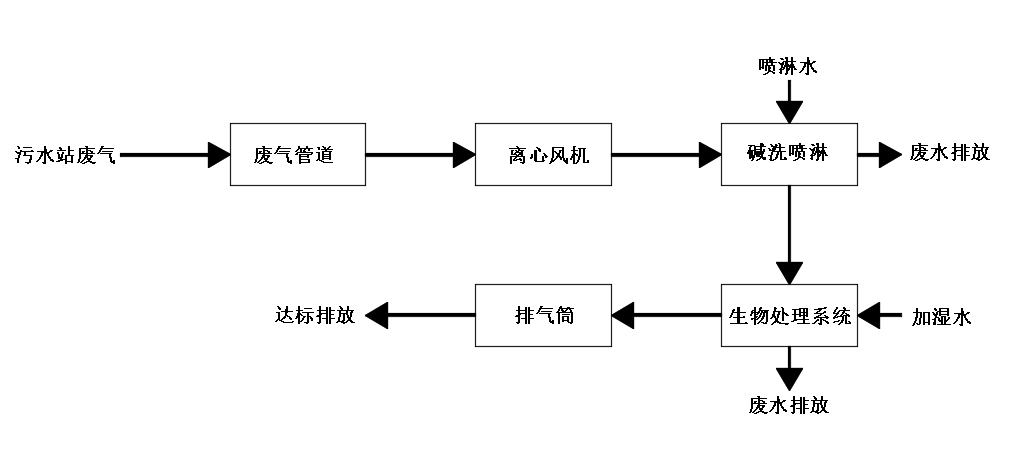 喷淋水
污水站废气
废气管道
离心风机
碱洗喷淋
废水排放
达标排放
排气筒
生物处理系统
加湿水
废水排放